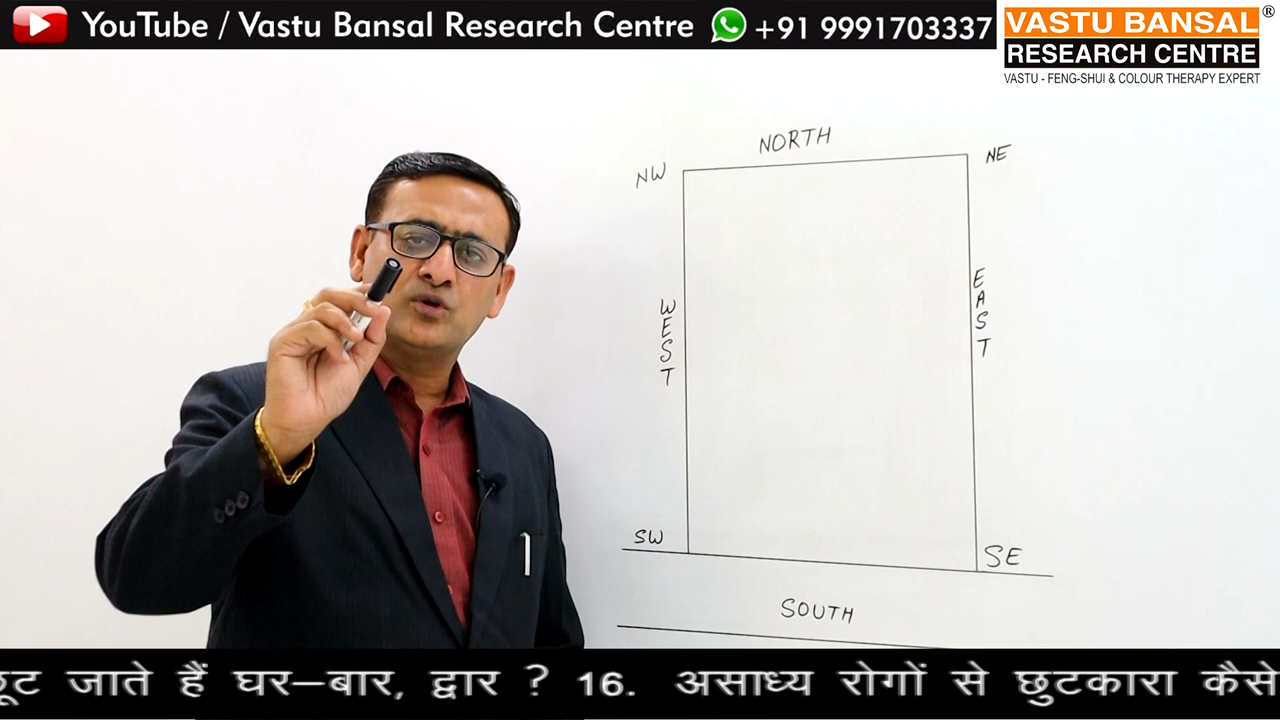 YouTube / Vastu Bansal Research Centre +91 9991703337
VASTU BANSAL®
RESEARCH CENTRE
VASTU - FENG-SHUI & COLOUR THERAPY EXPERT
NORTH
NW
NE
WEST
EAST
SW
SE
SOUTH
जाते हैं घर–बार, द्वार ? 16. असाध्य रोगों से छुटकारा कैसे